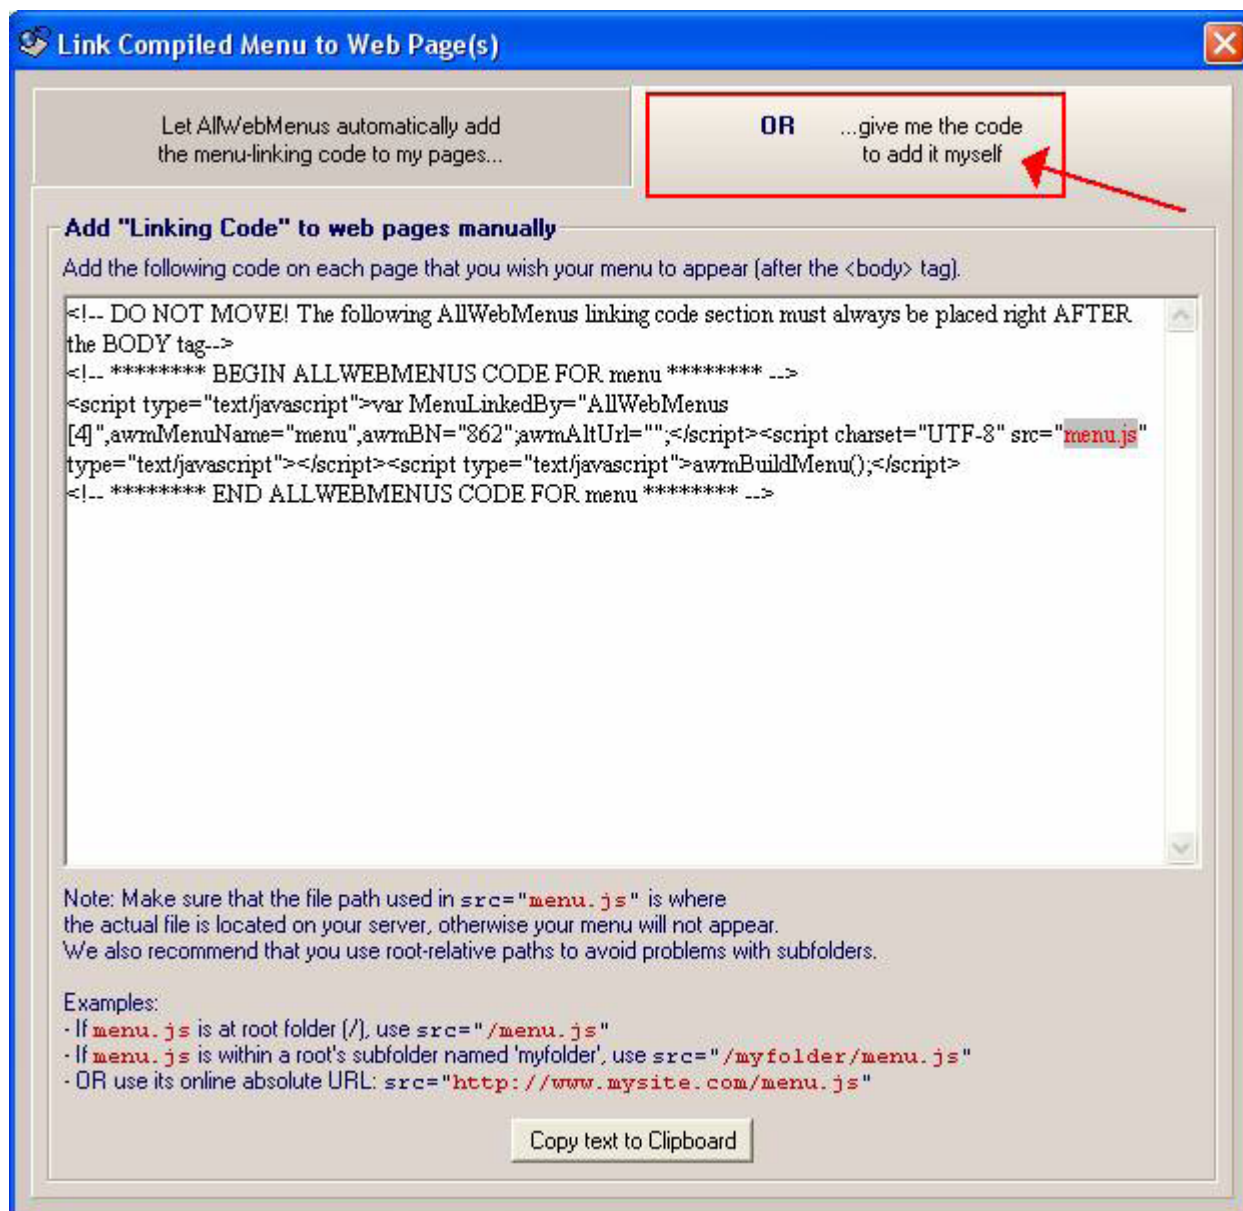 Link Compiled Menu to Web Page(s)
Let AllWebMenus automatically add
the menu-linking code to my pages...
OR ...give me the code
to add it myself
Add "Linking Code" to web pages manually
Add the following code on each page that you wish your menu to appear (after the <body> tag).
<!-- DO NOT MOVE! The following AllWebMenus linking code section must always be placed right AFTER
the BODY tag-->
<!-- ******** BEGIN ALLWEBMENUS CODE FOR menu ******** -->
<script type="text/javascript">var MenuLinkedBy="AllWebMenus
[4]",awmMenuName="menu",awmBN="862";awmAltUrl="";</script><script charset="UTF-8" src="menu.js"
type="text/javascript"></script><script type="text/javascript">awmBuildMenu();</script>
<!-- ******** END ALLWEBMENUS CODE FOR menu ******** -->
Note: Make sure that the file path used in src="menu.js" is where
the actual file is located on your server, otherwise your menu will not appear.
We also recommend that you use root-relative paths to avoid problems with subfolders.
Examples:
- If menu.js is at root folder (/), use src="/menu.js"
- If menu.js is within a root's subfolder named 'myfolder', use src="/myfolder/menu.js"
- OR use its online absolute URL: src="http://www.mysite.com/menu.js"
Copy text to Clipboard